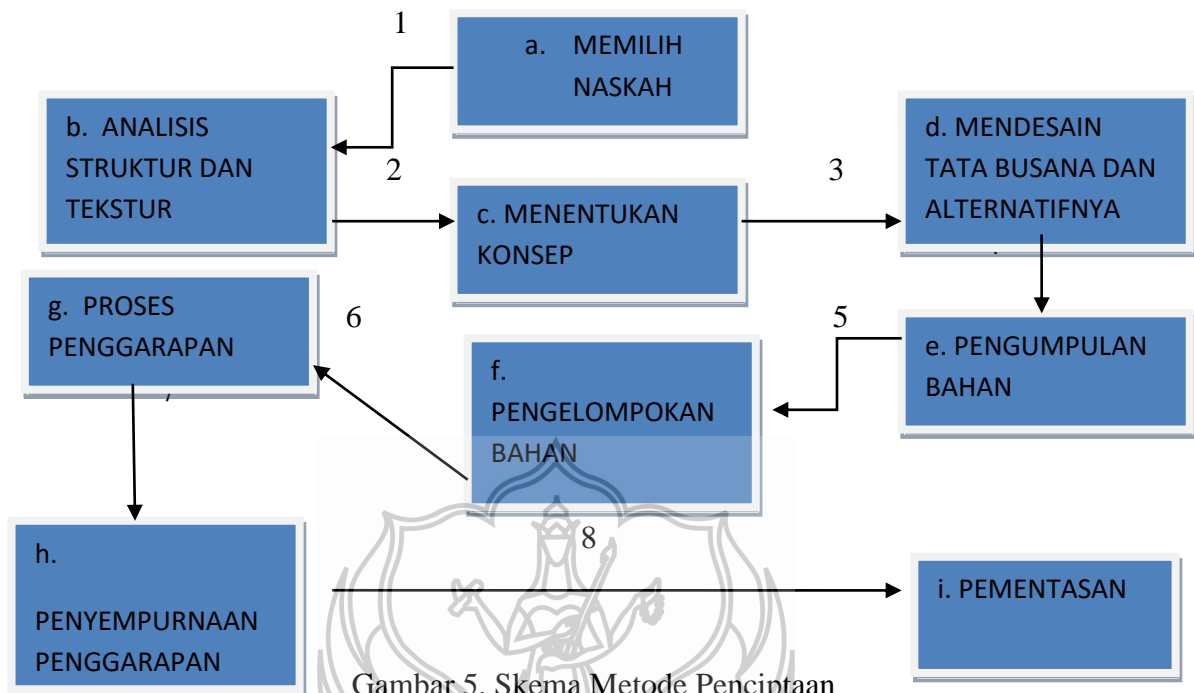 1
a. MEMILIH
NASKAH
b. ANALISIS
STRUKTUR DAN
TEKSTUR
2
c. MENENTUKAN
KONSEP
3
d. MENDESAIN
TATA BUSANA DAN
ALTERNATIFNYA
e. PENGUMPULAN
BAHAN
5
f.
PENGELOMPOKAN
BAHAN
6
g. PROSES
PENGGARAPAN
h.
PENYEMPURNAAN
PENGGARAPAN
8
i. PEMENTASAN
Gambar 5. Skema Metode Penciptaan